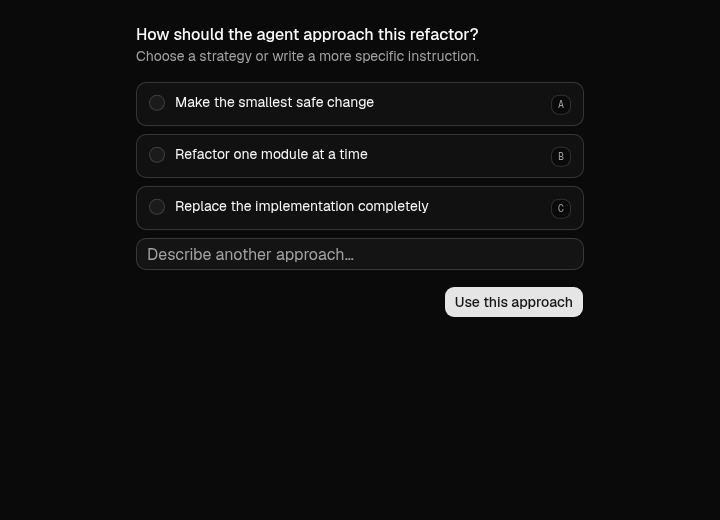 How should the agent approach this refactor?
Choose a strategy or write a more specific instruction.
Make the smallest safe change A
Refactor one module at a time B
Replace the implementation completely C
Describe another approach...
Use this approach